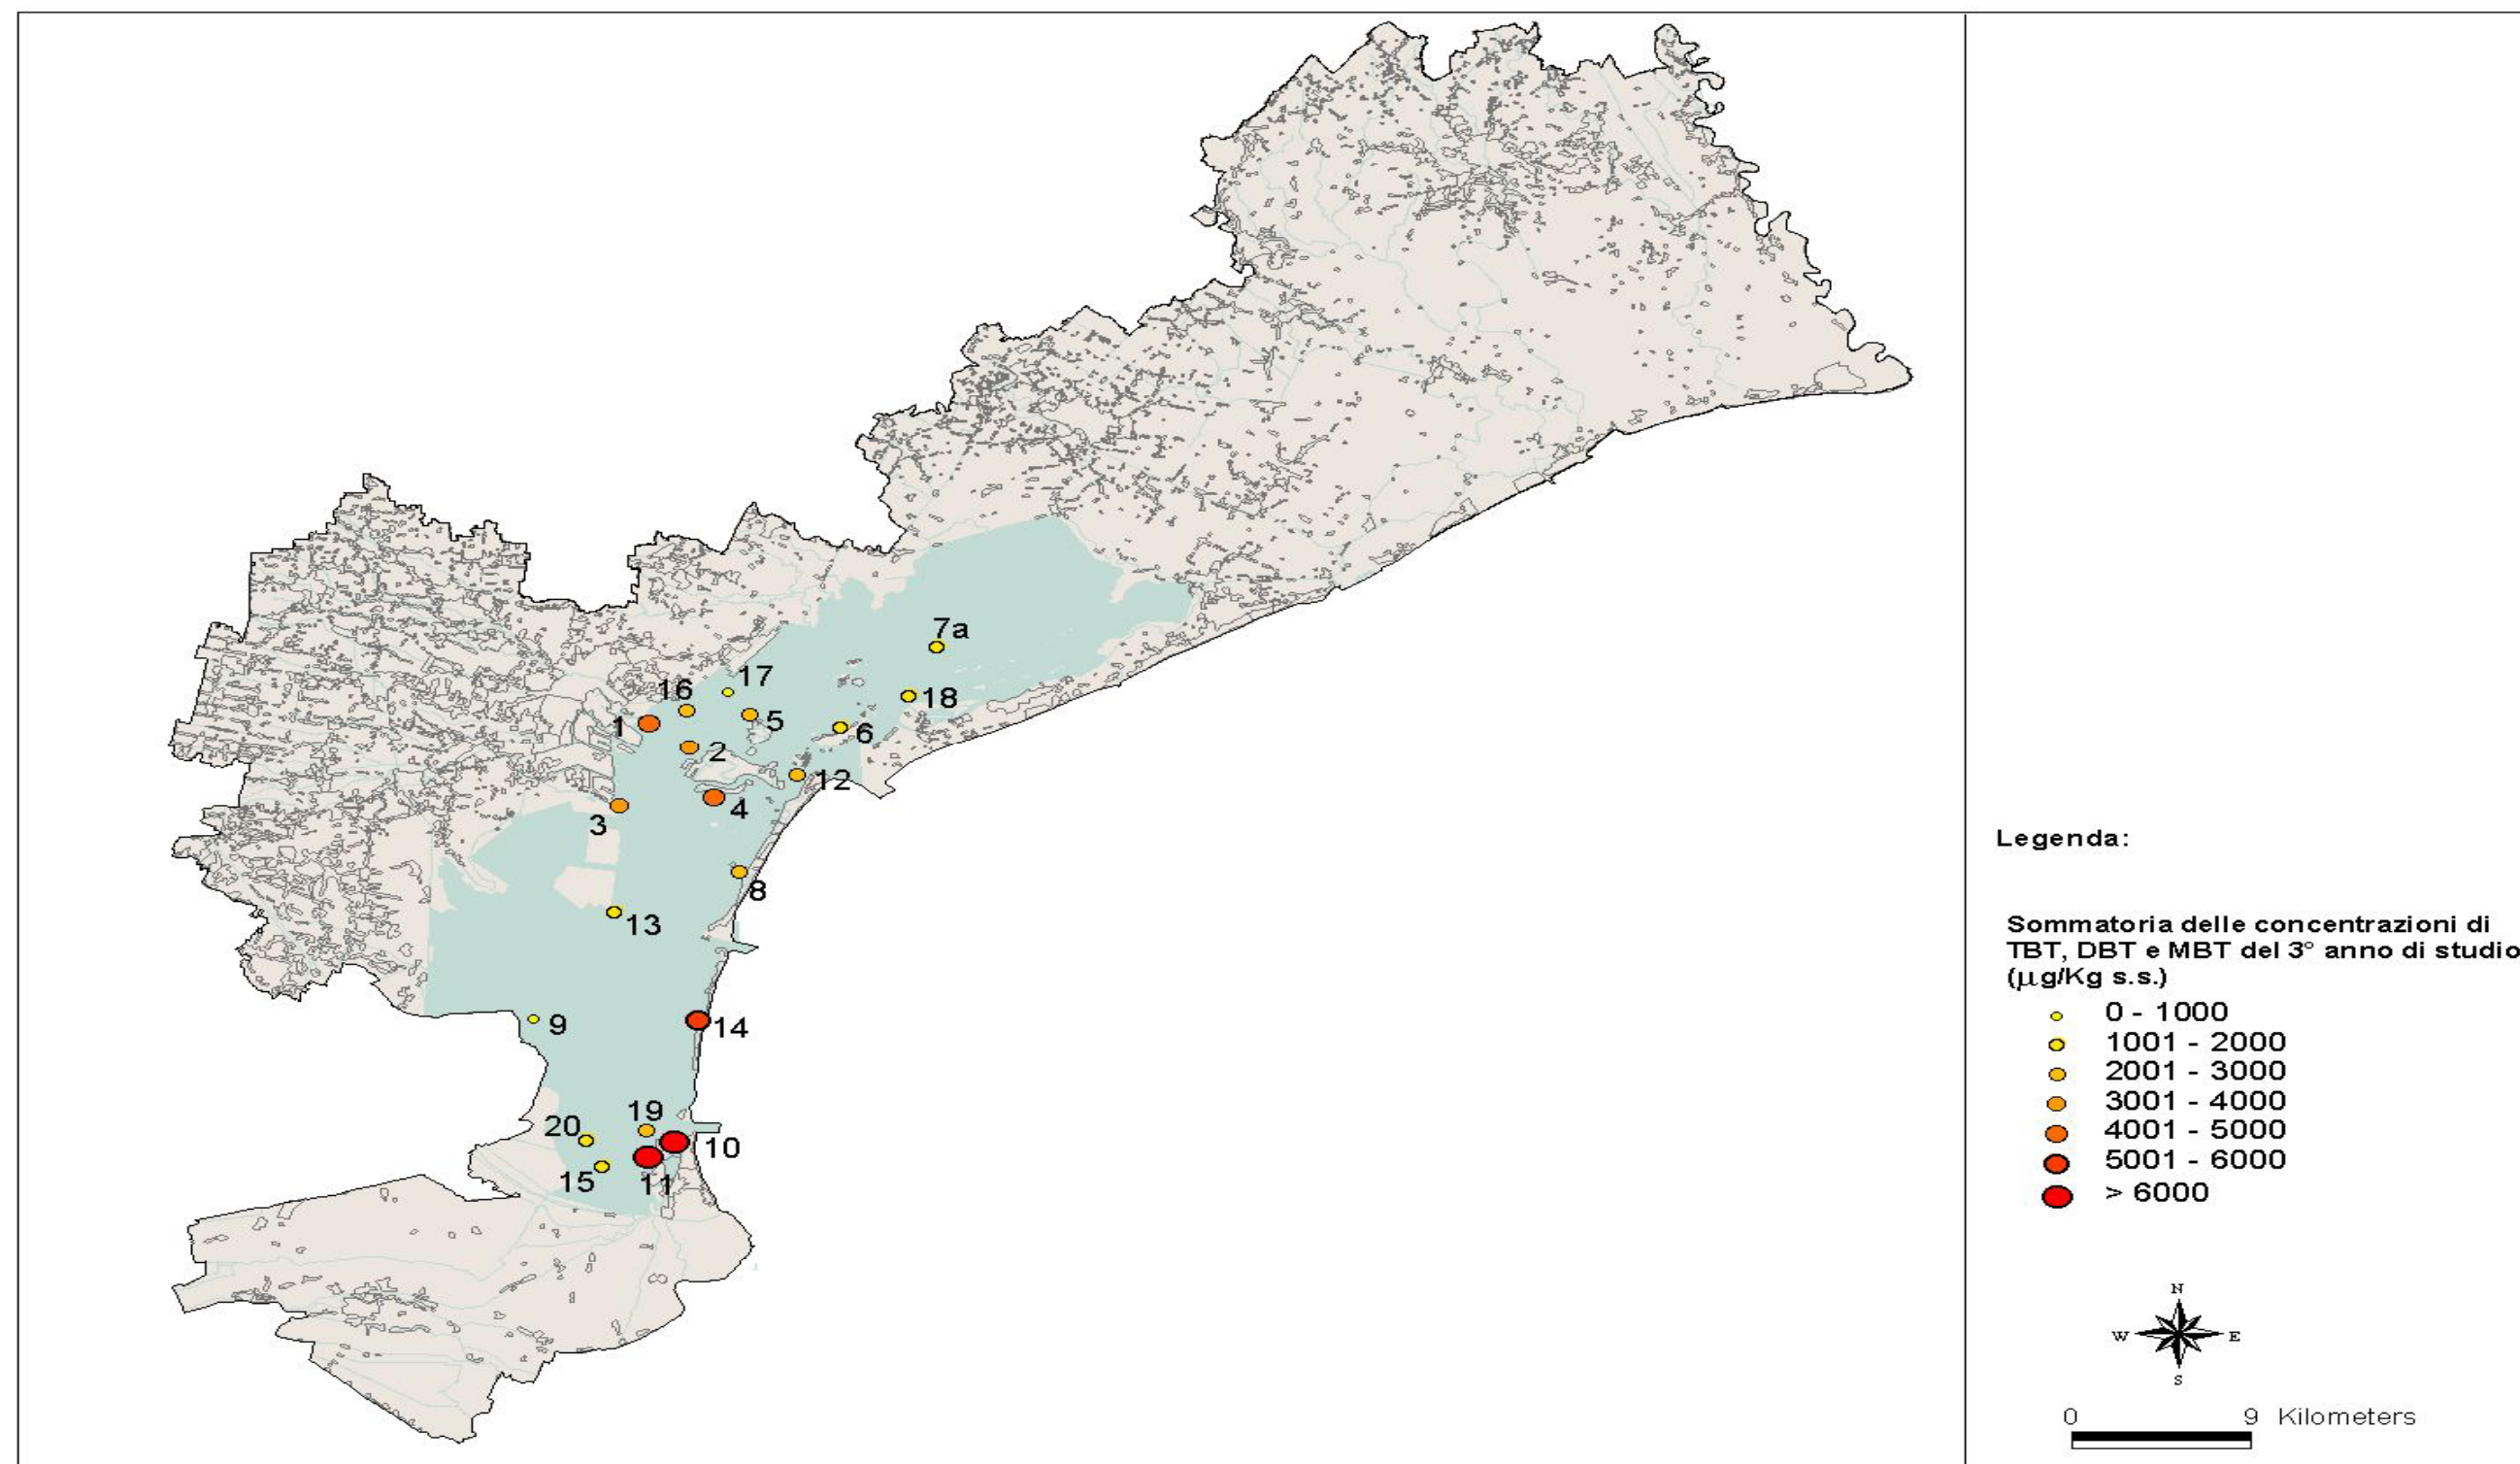 7a
17
16
18
1
5
6
2
12
4
3
8
13
9
14
19
20
10
15
11
Legenda:
Sommatoria delle concentrazioni di
TBT, DBT e MBT del 3° anno di studio
(µg/Kg s.s.)
0 - 1000
1001 - 2000
2001 - 3000
3001 - 4000
4001 - 5000
5001 - 6000
> 6000
N
W E
S
0 9 Kilometers